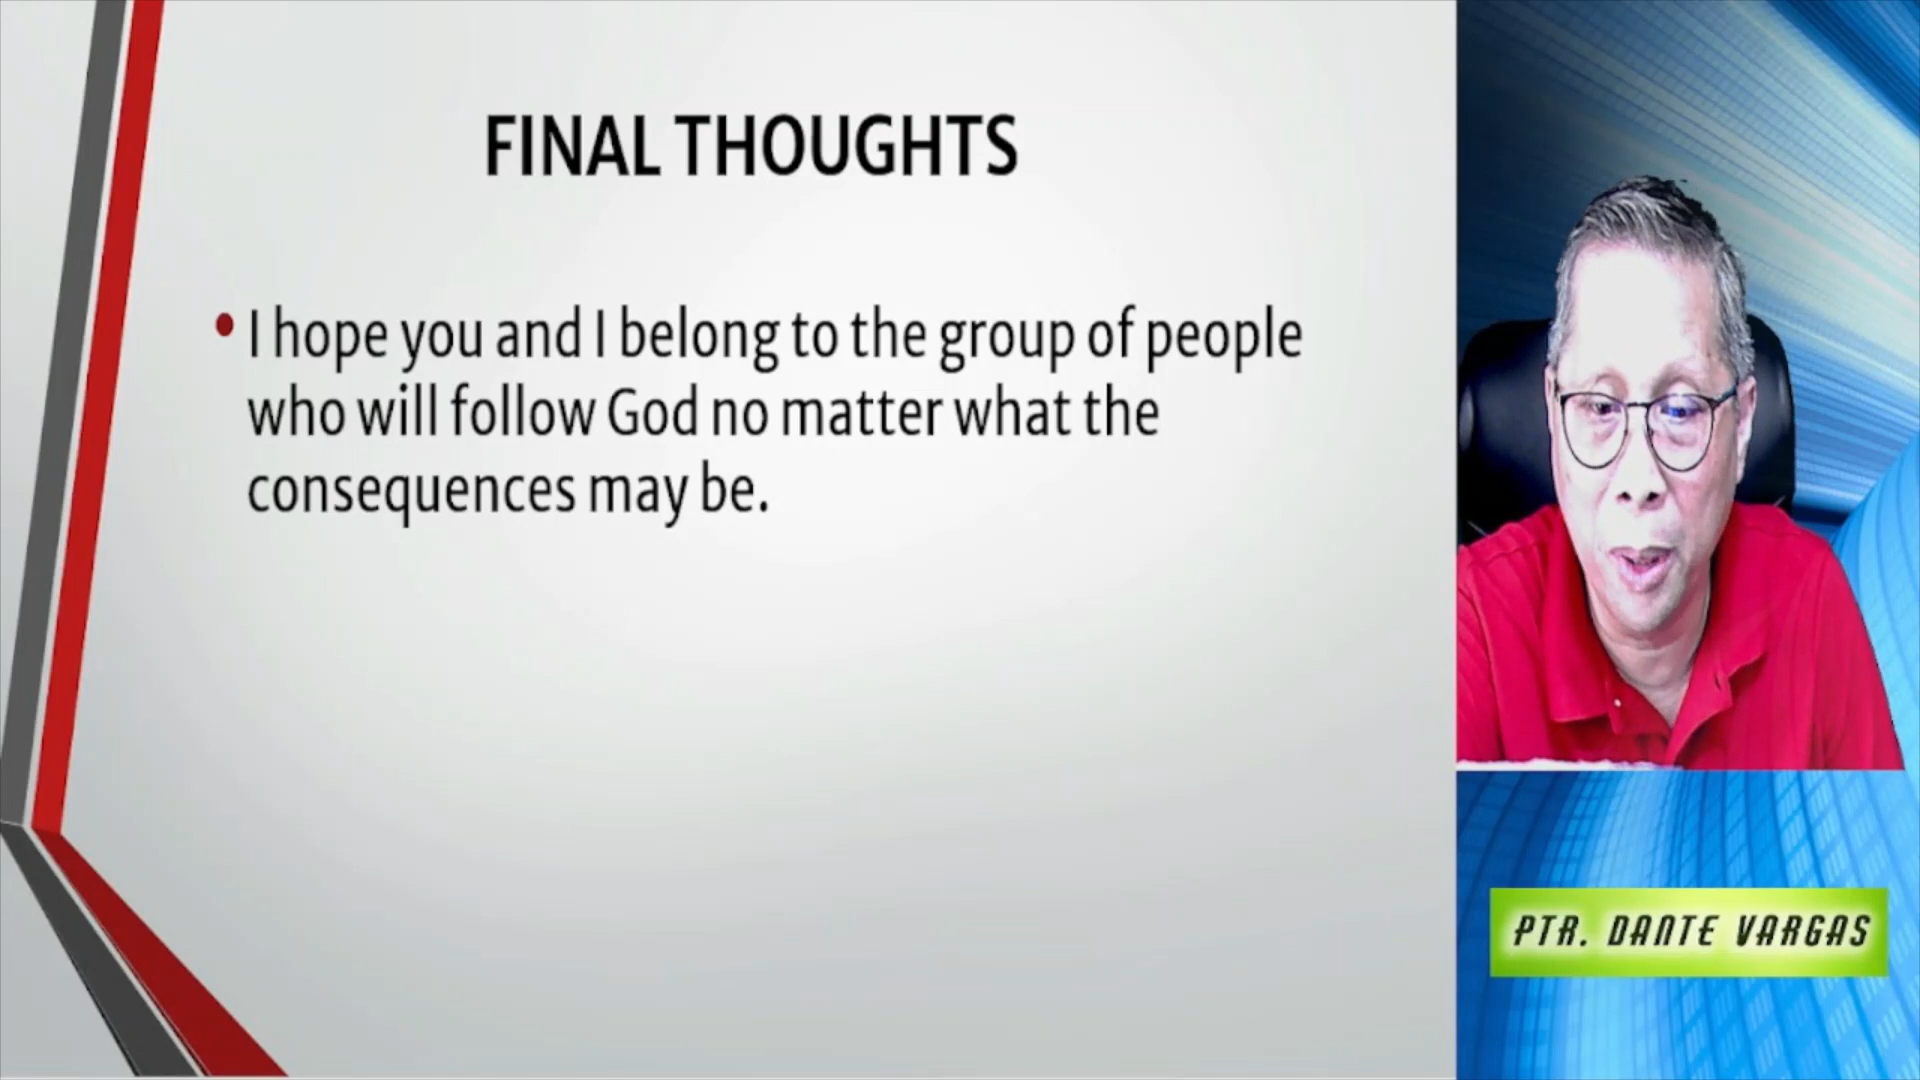 FINAL THOUGHTS
• I hope you and I belong to the group of people
who will follow God no matter what the
consequences may be.
PTR. DANTE VARGAS